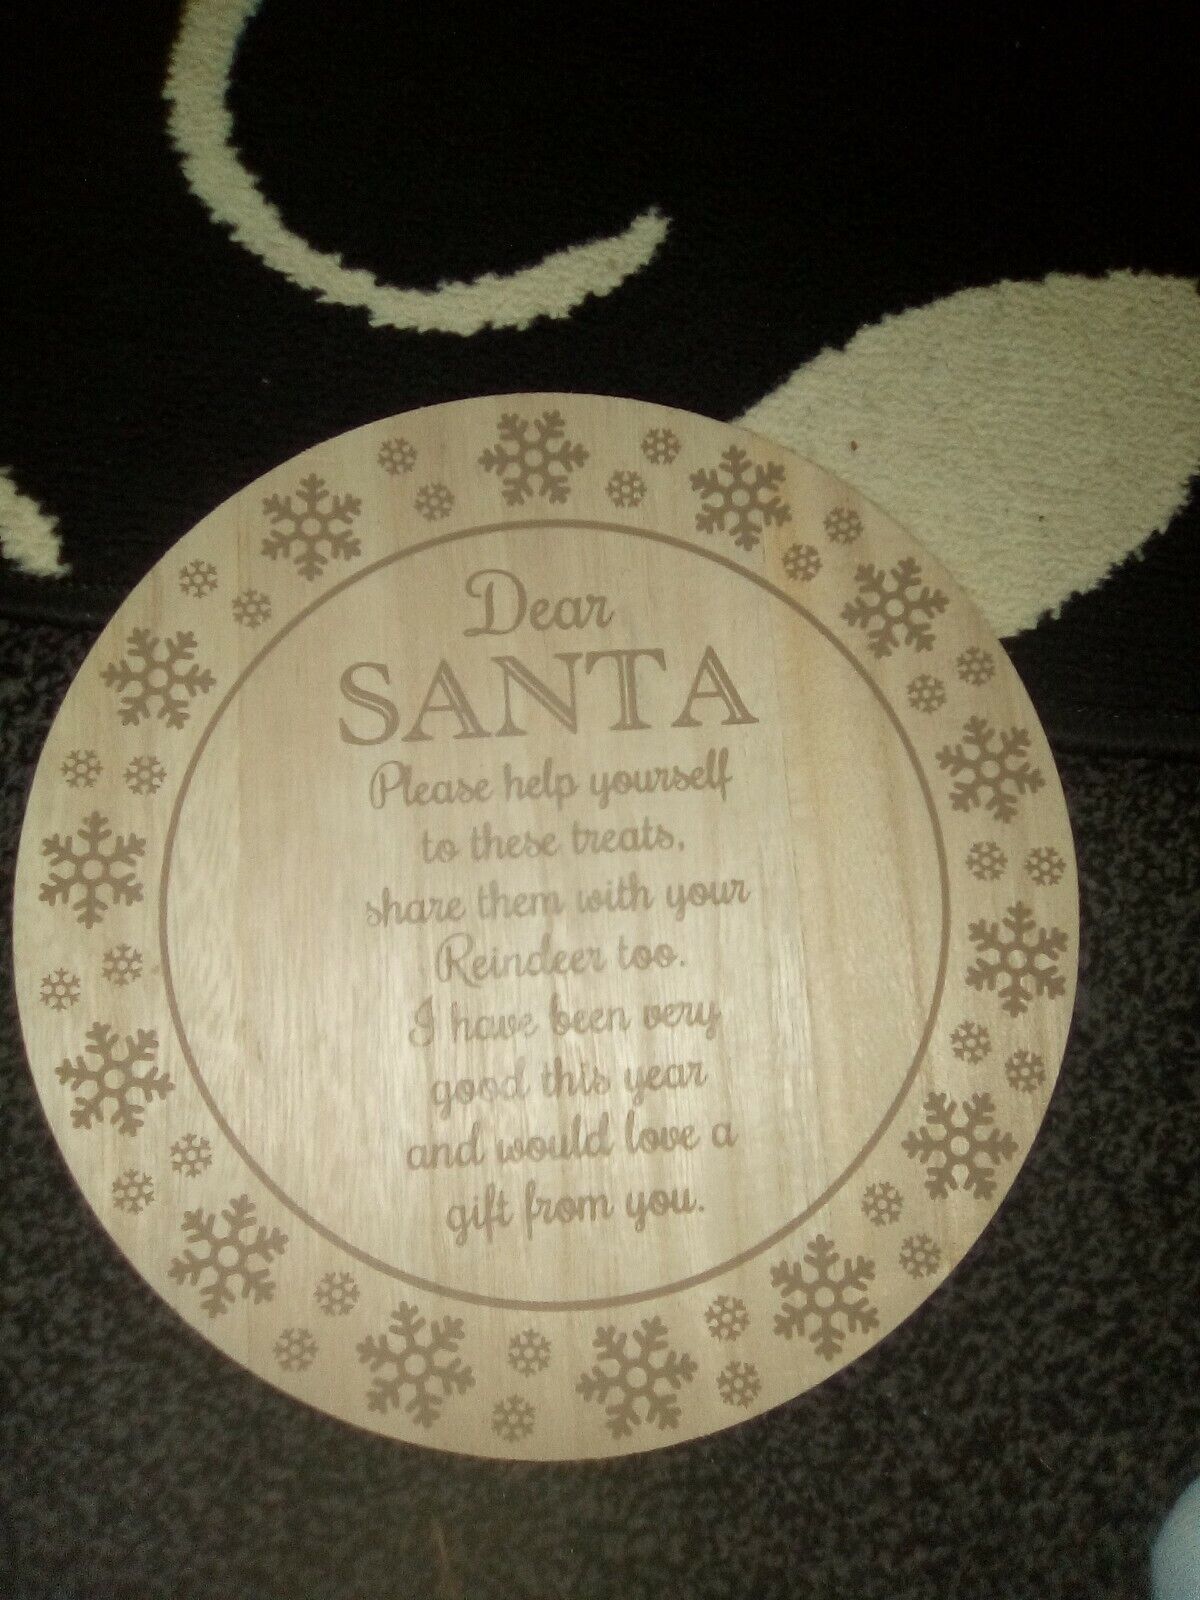 Dear
SANTA
Please help yourself
to these treats,
share them with your
Reindeer too.
I have been very
good this year
and would love a
gift from you.